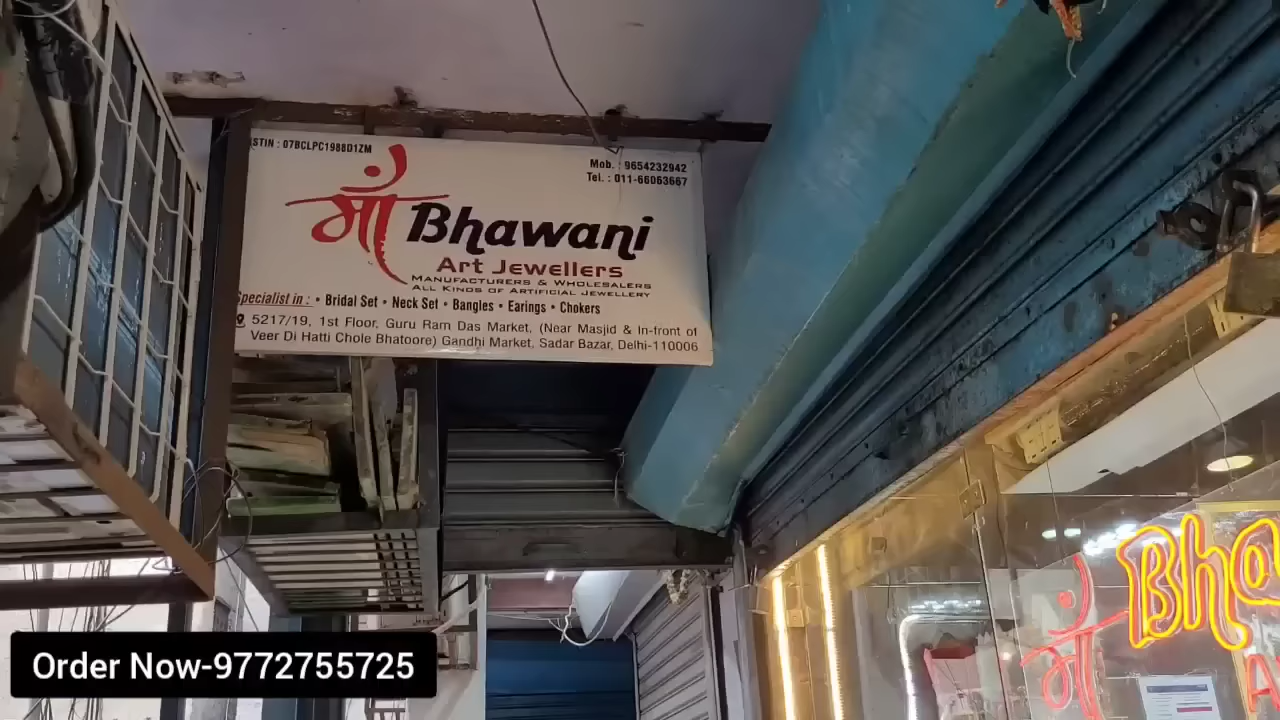 STIN : 07BCLPC1988D1ZM
Mob. : 9654232942
Tel. : 011-66063667
माँ Bhawani
Art Jewellers
MANUFACTURERS & WHOLESALERS
ALL KINDS OF ARTIFICIAL JEWELLERY
Specialist in : • Bridal Set • Neck Set • Bangles • Earings • Chokers
5217/19, 1st Floor, Guru Ram Das Market, (Near Masjid & In-front of
Veer Di Hatti Chole Bhatoore) Gandhi Market, Sadar Bazar, Delhi-110006
माँ Bha
A
Order Now-9772755725